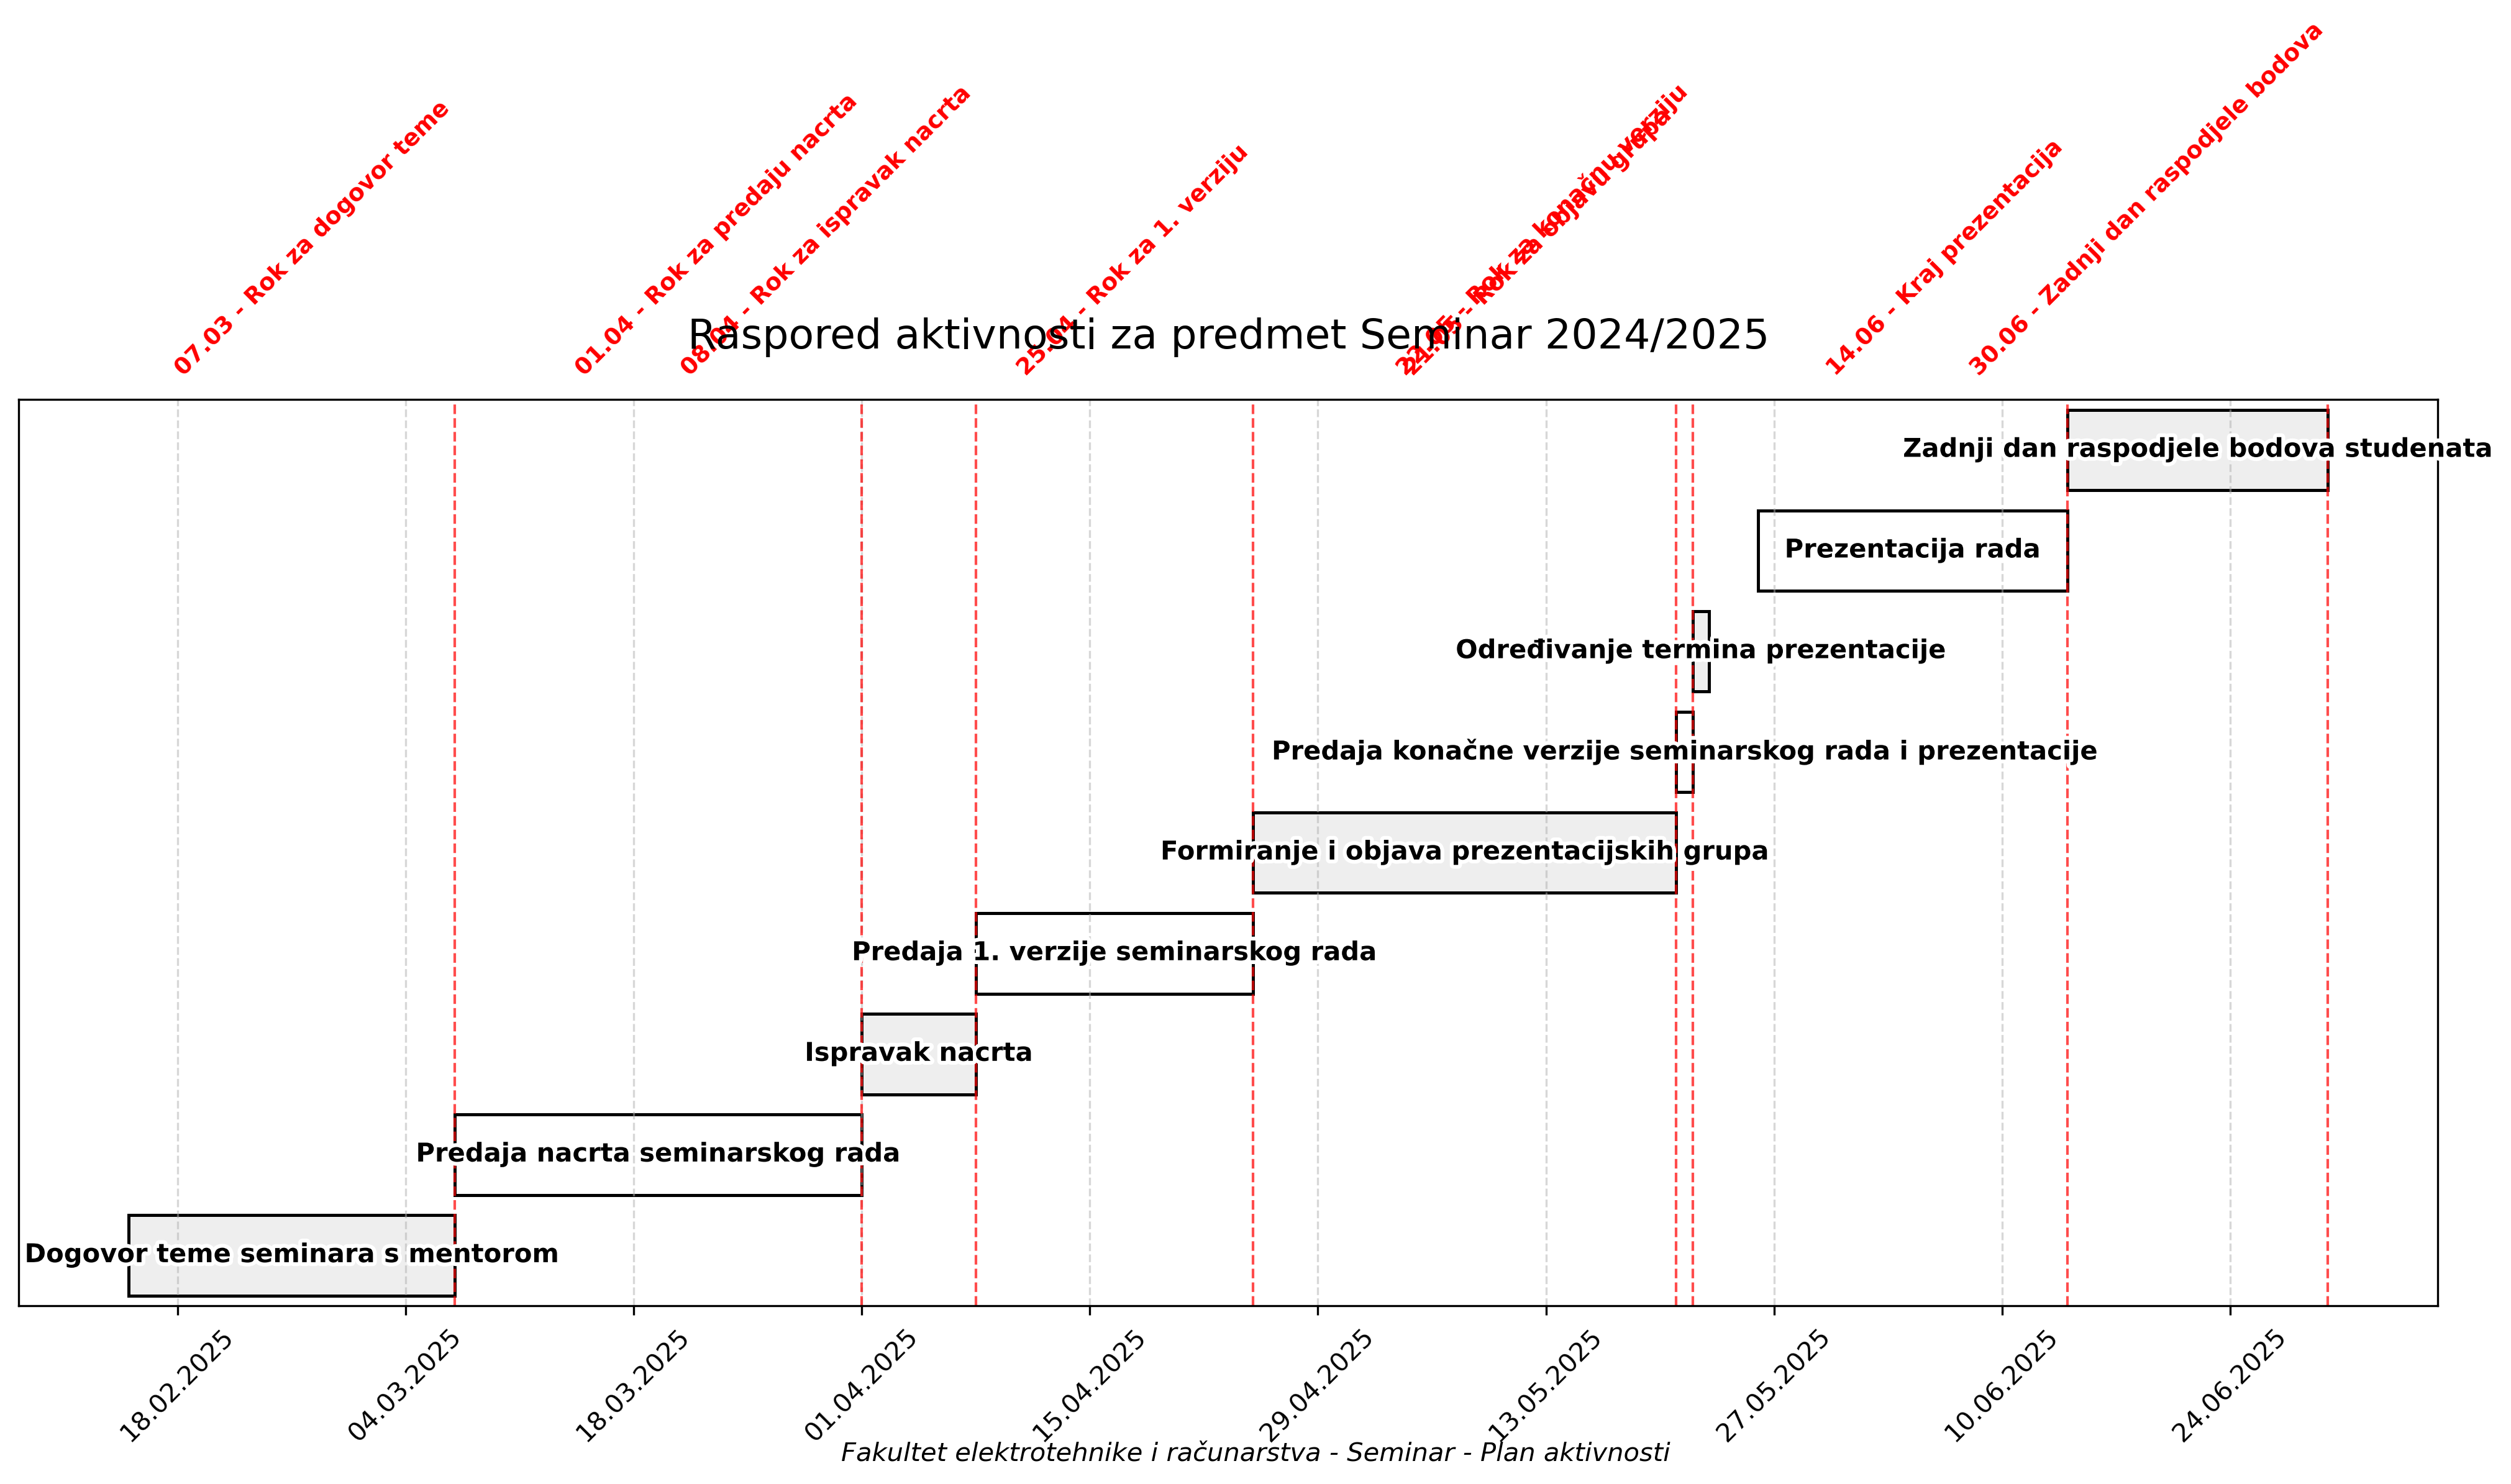 07.03 - Rok za dogovor teme
01.04 - Rok za predaju nacrta
08.04 - Rok za ispravak nacrta
25.04 - Rok za 1. verziju
21.05 - Rok za objavu grupa
22.05 - Rok za konačnu verziju
14.06 - Kraj prezentacija
30.06 - Zadnji dan raspodjele bodova
Raspored aktivnosti za predmet Seminar 2024/2025
Zadnji dan raspodjele bodova studenata
Prezentacija rada
Određivanje termina prezentacije
Predaja konačne verzije seminarskog rada i prezentacije
Formiranje i objava prezentacijskih grupa
Predaja 1. verzije seminarskog rada
Ispravak nacrta
Predaja nacrta seminarskog rada
Dogovor teme seminara s mentorom
18.02.2025
04.03.2025
18.03.2025
01.04.2025
15.04.2025
29.04.2025
13.05.2025
27.05.2025
10.06.2025
24.06.2025
Fakultet elektrotehnike i računarstva - Seminar - Plan aktivnosti